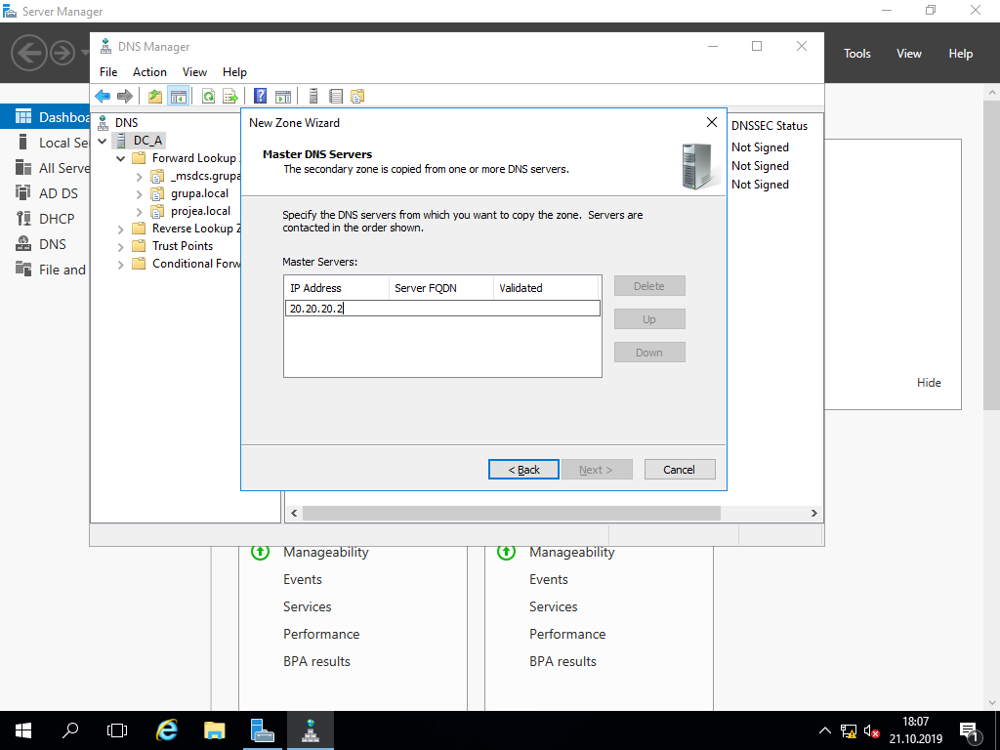 Server Manager
Tools View Help
DNS Manager
File Action View Help
Dashboa
Local Se
All Serve
AD DS
DHCP
DNS
File and
DNS
DC_A
Forward Lookup
_msdcs.grupa
grupa.local
projea.local
Reverse Lookup Z
Trust Points
Conditional Forw
New Zone Wizard
Master DNS Servers
The secondary zone is copied from one or more DNS servers.
Specify the DNS servers from which you want to copy the zone. Servers are
contacted in the order shown.
Master Servers:
IP Address Server FQDN Validated
20.20.20.2
Delete
Up
Down
< Back Next > Cancel
DNSSEC Status
Not Signed
Not Signed
Not Signed
Hide
Manageability
Events
Services
Performance
BPA results
Manageability
Events
Services
Performance
BPA results
18:07
21.10.2019
1